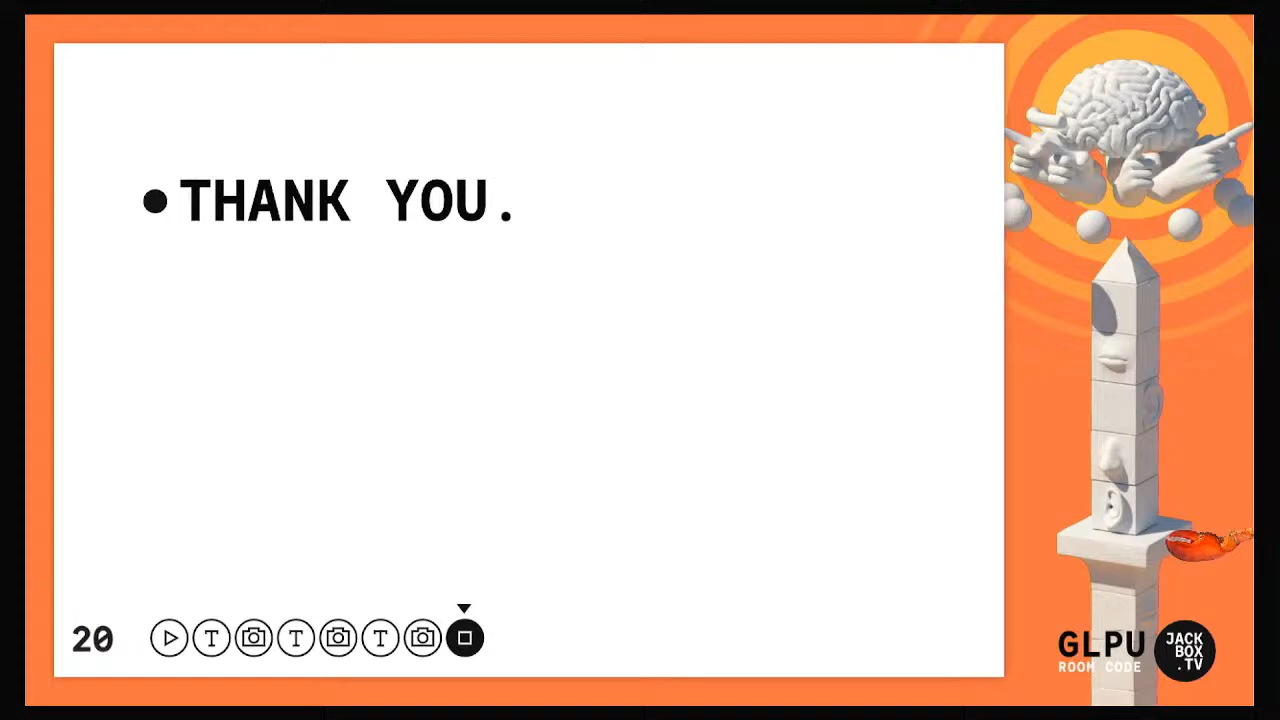 THANK YOU.
20
T T T
GLPU
ROOM CODE
JACK
BOX
.TV